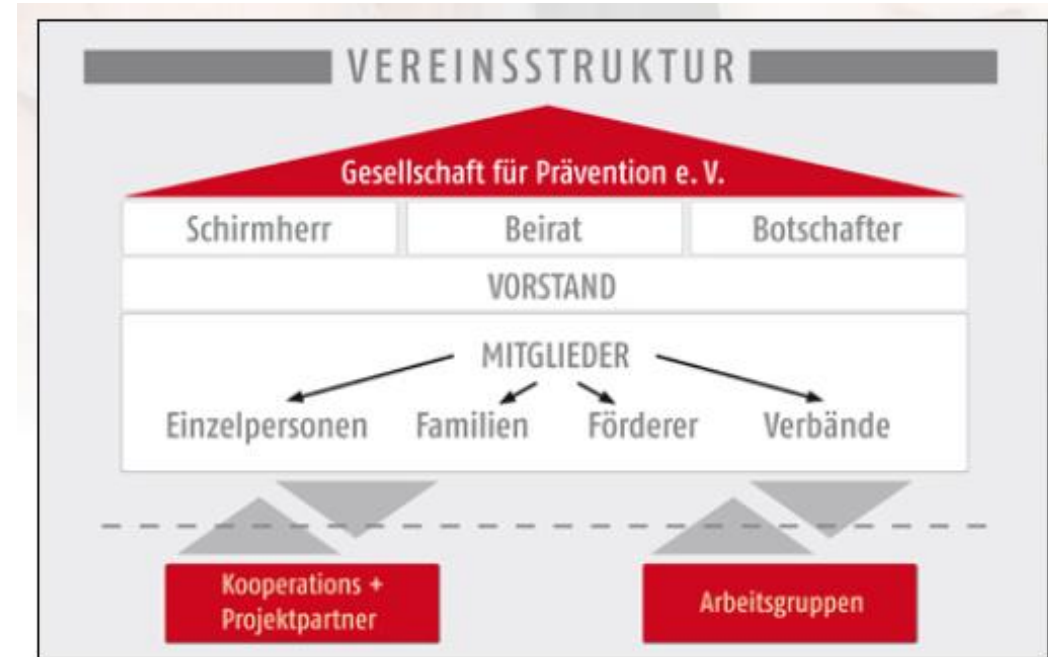 VEREINSSTRUKTUR
Gesellschaft für Prävention e. V.
Schirmherr Beirat Botschafter
VORSTAND
MITGLIEDER
Einzelpersonen Familien Förderer Verbände
Kooperations +
Projektpartner
Arbeitsgruppen